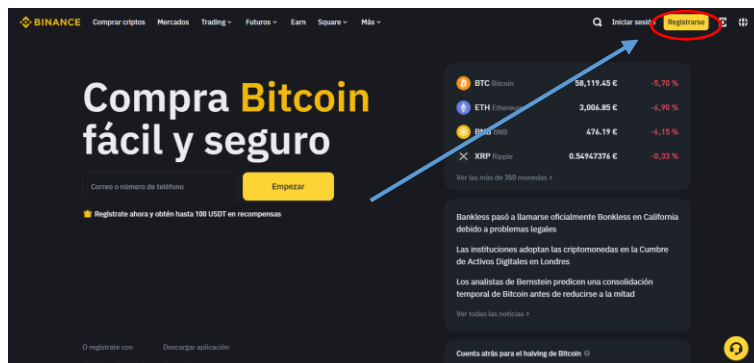 BINANCE Comprar criptos Mercados Trading Futuros Earn Square Más Iniciar sesión Registrarse
Compra Bitcoin
fácil y seguro
Correo o número de teléfono Empezar
Regístrate ahora y obtén hasta 100 USDT en recompensas
BTC Bitcoin 58,119.45 € -5,70 %
ETH Ethereum 3,006.85 € -6,90 %
BNB BNB 476.19 € -6,15 %
XRP Ripple 0.54947376 € -0,33 %
Ver las más de 350 monedas >
Bankless pasó a llamarse oficialmente Bonkless en California
debido a problemas legales
Las instituciones adoptan las criptomonedas en la Cumbre
de Activos Digitales en Londres
Los analistas de Bernstein predicen una consolidación
temporal de Bitcoin antes de reducirse a la mitad
Ver todas las noticias >
O regístrate con Descargar aplicación
Cuenta atrás para el halving de Bitcoin